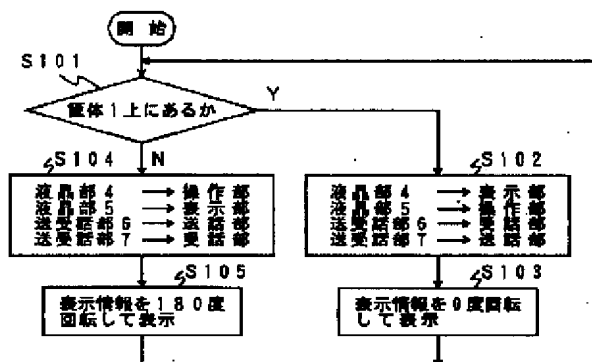 開始
S101
筐体1上にあるか
Y
N
S104
液晶部4 → 操作部
液晶部5 → 表示部
送受話部6 → 送話部
送受話部7 → 受話部
S102
液晶部4 → 表示部
液晶部5 → 操作部
送受話部6 → 受話部
送受話部7 → 送話部
S105
表示情報を180度
回転して表示
S103
表示情報を0度回転
して表示